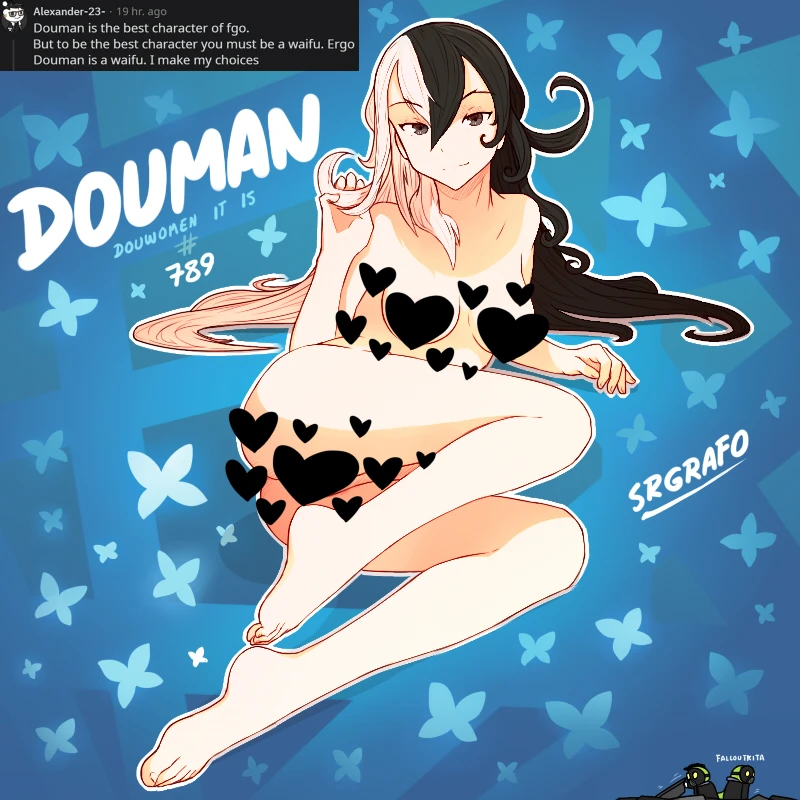 Alexander-23- · 19 hr. ago
Douman is the best character of fgo.
But to be the best character you must be a waifu. Ergo
Douman is a waifu. I make my choices
DOUMAN
DOUWOMEN IT IS
#
789
SRGRAFO
FALLOUTKITA